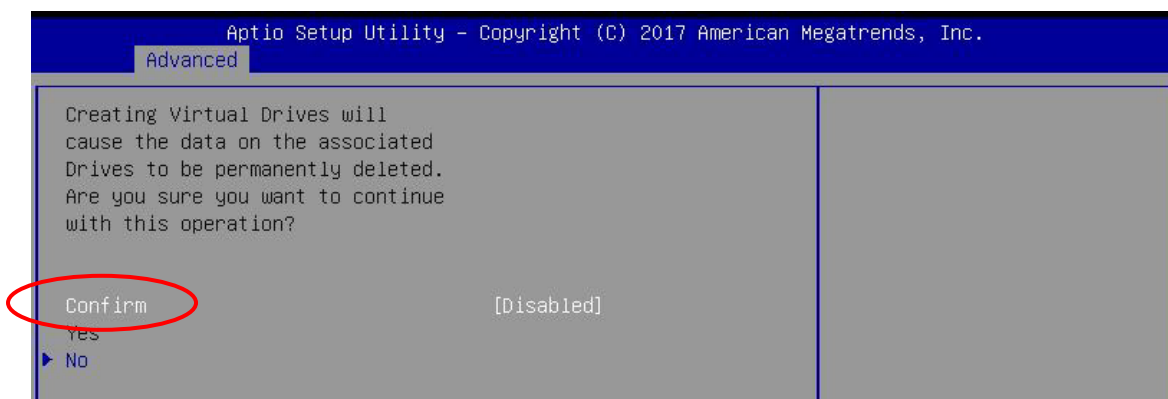 Aptio Setup Utility – Copyright (C) 2017 American Megatrends, Inc.
Advanced
Creating Virtual Drives will
cause the data on the associated
Drives to be permanently deleted.
Are you sure you want to continue
with this operation?
Confirm [Disabled]
Yes
No